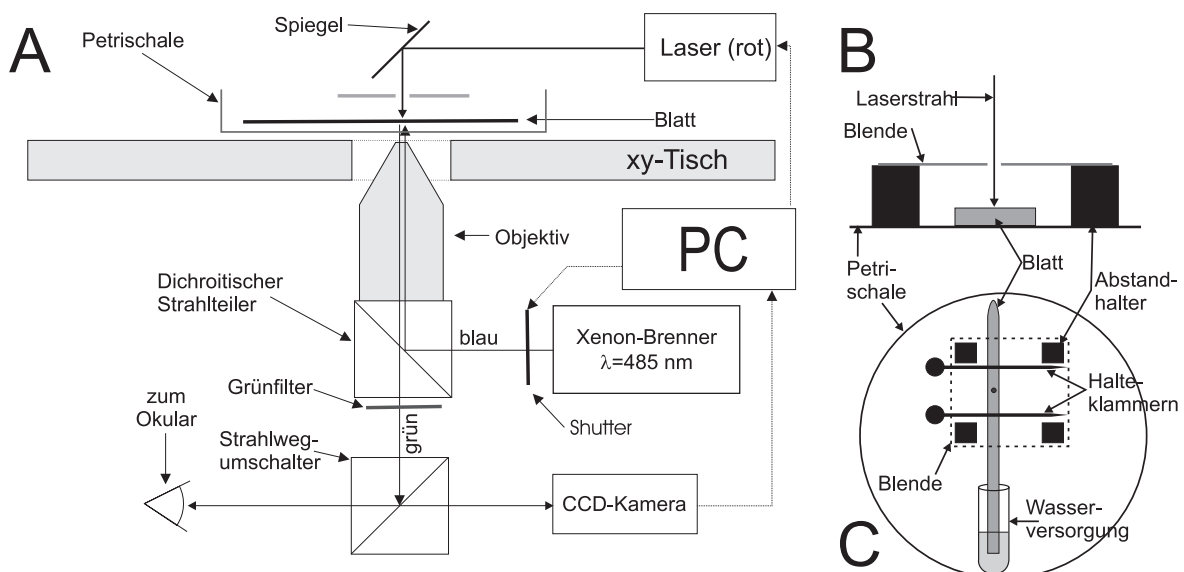 A
Spiegel
Petrischale
Laser (rot)
Blatt
xy-Tisch
Objektiv
PC
Dichroitischer
Strahlteiler
blau
Xenon-Brenner
λ=485 nm
Grünfilter
zum
Okular
grün
Shutter
Strahlweg-
umschalter
CCD-Kamera
B
Laserstrahl
Blende
Petri-
schale
Blatt
Abstand-
halter
Halte-
klammern
Blende
Wasser-
versorgung
C